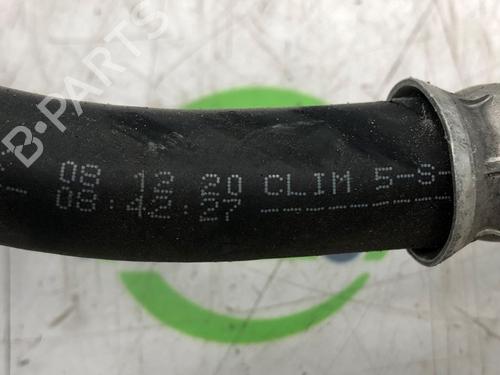 B-PARTS
08 12 20 CLIM 5-S-
08:42:27 ------------